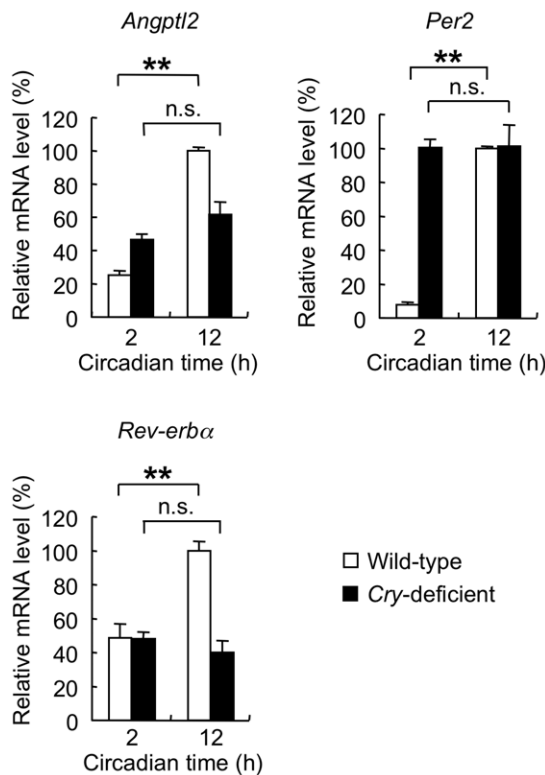 Angptl2
**
n.s.
Relative mRNA level (%)
120
100
80
60
40
20
0
2 12
Circadian time (h)
Per2
**
n.s.
Relative mRNA level (%)
120
100
80
60
40
20
0
2 12
Circadian time (h)
Rev-erbα
**
n.s.
Relative mRNA level (%)
120
100
80
60
40
20
0
2 12
Circadian time (h)
Wild-type
Cry-deficient